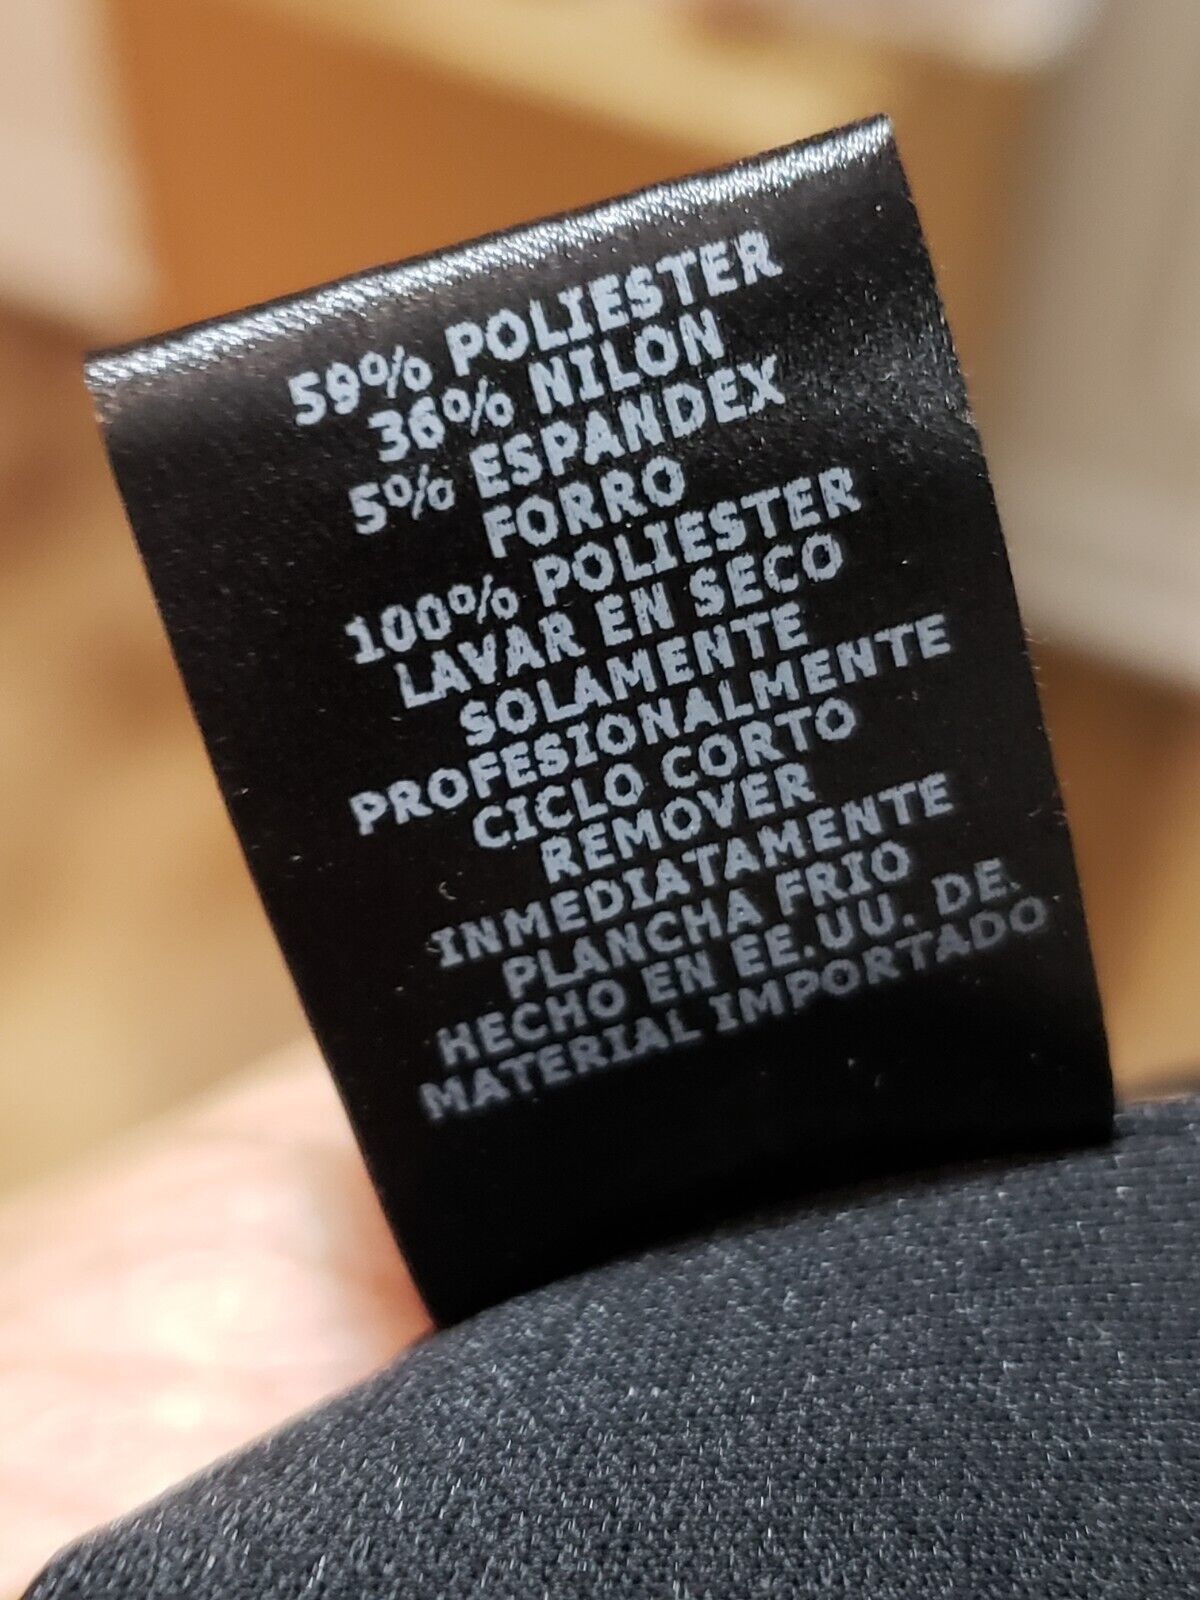 59% POLIESTER
36% NILON
5% ESPANDEX
FORRO
100% POLIESTER
LAVAR EN SECO
SOLAMENTE
PROFESIONALMENTE
CICLO CORTO
REMOVER
INMEDIATAMENTE
PLANCHA FRIO
HECHO EN EE.UU. DE
MATERIAL IMPORTADO